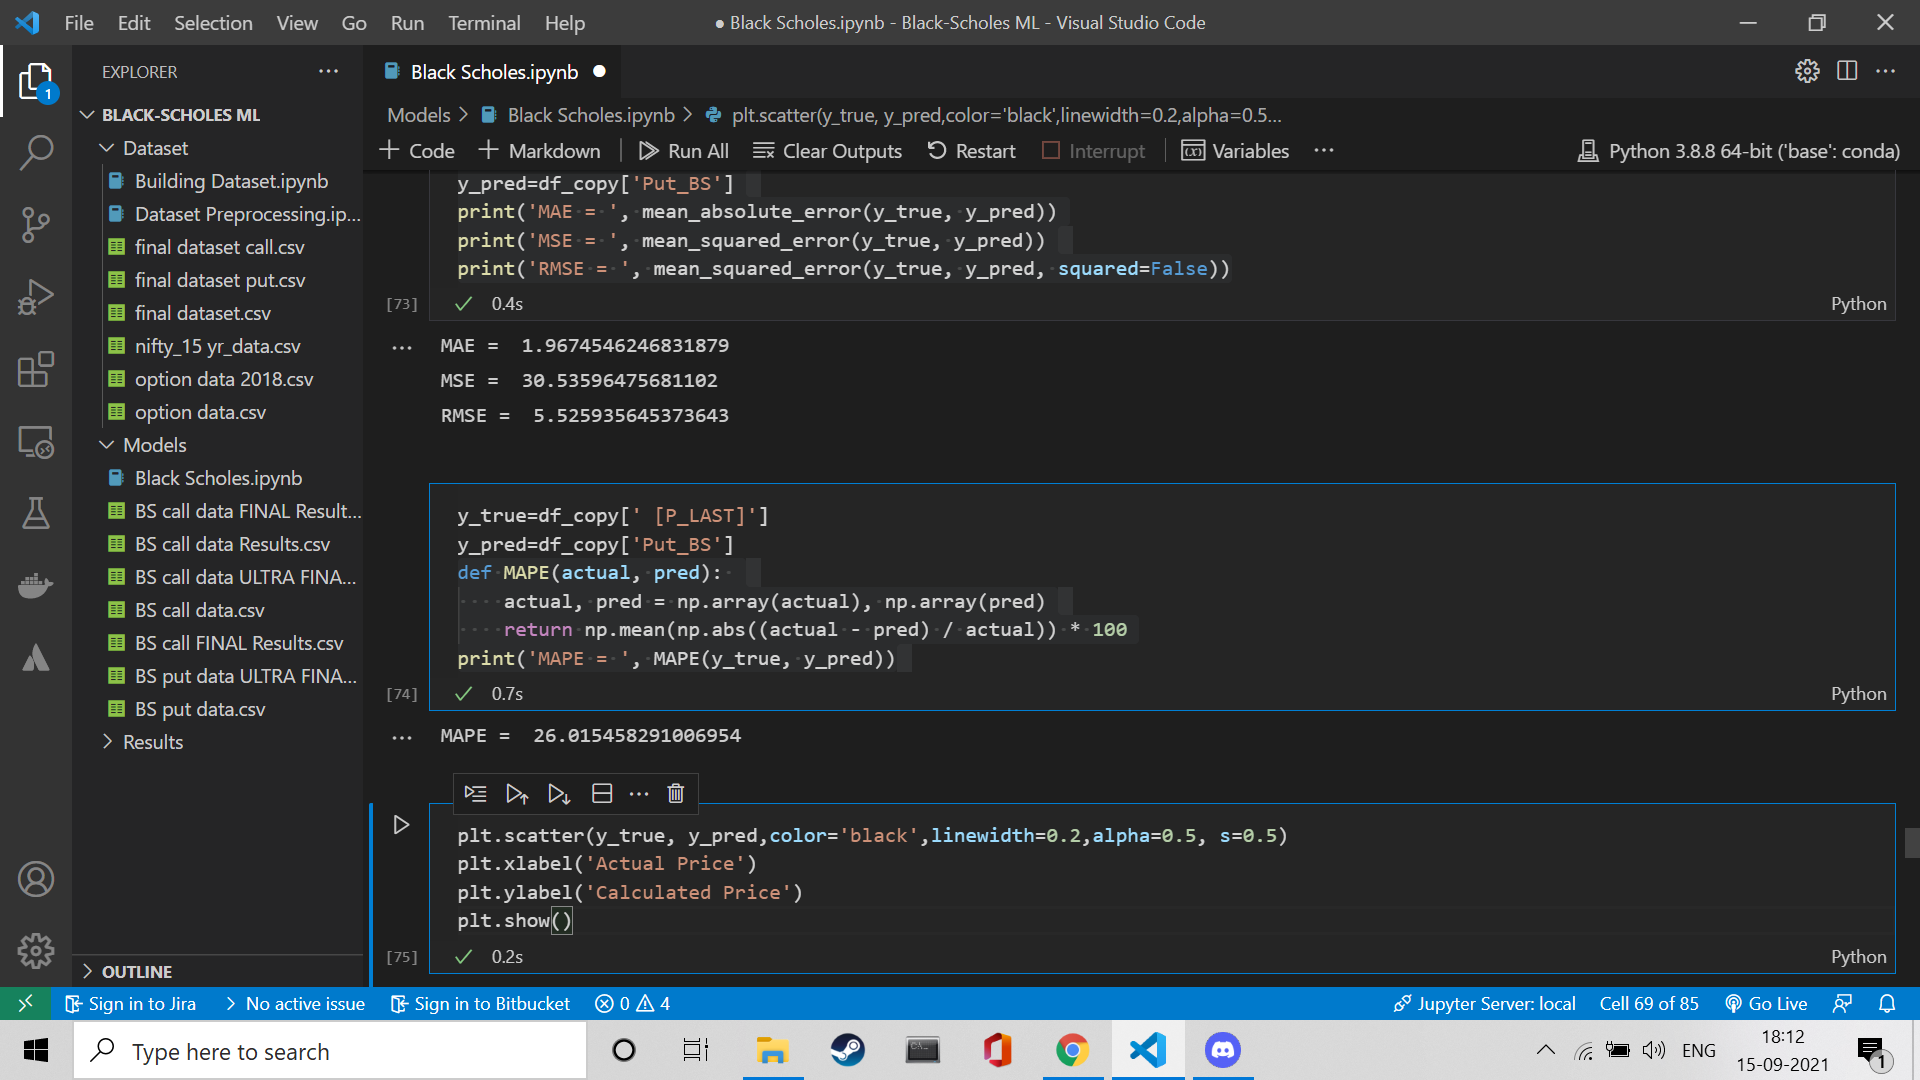 File Edit Selection View Go Run Terminal Help
● Black Scholes.ipynb - Black-Scholes ML - Visual Studio Code
EXPLORER
Black Scholes.ipynb
1
BLACK-SCHOLES ML
Models > Black Scholes.ipynb > plt.scatter(y_true, y_pred,color='black',linewidth=0.2,alpha=0.5...
+ Code + Markdown Run All Clear Outputs Restart Interrupt Variables ... Python 3.8.8 64-bit ('base': conda)
Dataset
Building Dataset.ipynb
Dataset Preprocessing.ip...
final dataset call.csv
final dataset put.csv
final dataset.csv
nifty_15 yr_data.csv
option data 2018.csv
option data.csv
Models
Black Scholes.ipynb
BS call data FINAL Result...
BS call data Results.csv
BS call data ULTRA FINA...
BS call data.csv
BS call FINAL Results.csv
BS put data ULTRA FINA...
BS put data.csv
Results
OUTLINE
y_pred=df_copy['Put_BS']
print('MAE = ', mean_absolute_error(y_true, y_pred))
print('MSE = ', mean_squared_error(y_true, y_pred))
print('RMSE = ', mean_squared_error(y_true, y_pred, squared=False))
[73] 0.4s Python
MAE =  1.9674546246831879
MSE =  30.53596475681102
RMSE =  5.525935645373643
y_true=df_copy[' [P_LAST]']
y_pred=df_copy['Put_BS']
def MAPE(actual, pred):
    actual, pred = np.array(actual), np.array(pred)
    return np.mean(np.abs((actual - pred) / actual)) * 100
print('MAPE = ', MAPE(y_true, y_pred))
[74] 0.7s Python
MAPE =  26.015458291006954
plt.scatter(y_true, y_pred,color='black',linewidth=0.2,alpha=0.5, s=0.5)
plt.xlabel('Actual Price')
plt.ylabel('Calculated Price')
plt.show()
[75] 0.2s Python
Sign in to Jira > No active issue Sign in to Bitbucket 0 4 Jupyter Server: local Cell 69 of 85 Go Live
Type here to search
ENG
18:12
15-09-2021
1